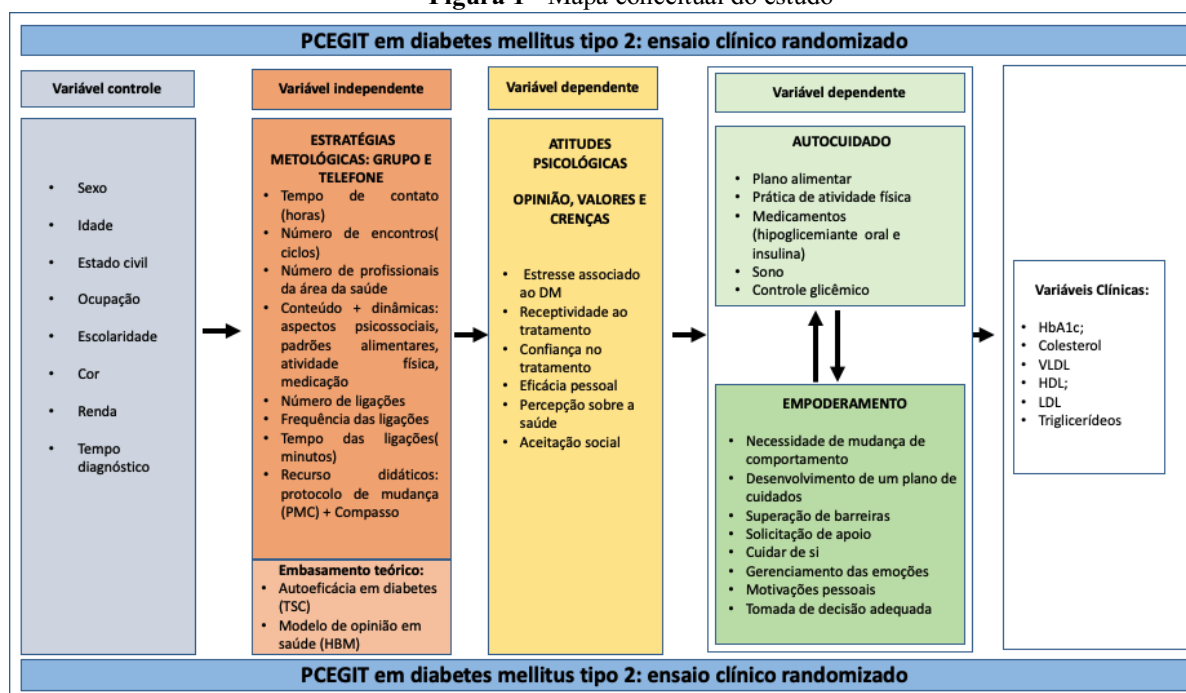 Figura 1 - Mapa conceitual do estudo
PCEGIT em diabetes mellitus tipo 2: ensaio clínico randomizado
Variável controle
• Sexo
• Idade
• Estado civil
• Ocupação
• Escolaridade
• Cor
• Renda
• Tempo
diagnóstico
Variável independente
ESTRATÉGIAS
METOLÓGICAS: GRUPO E
TELEFONE
• Tempo de contato
(horas)
• Número de encontros(
ciclos)
• Número de profissionais
da área da saúde
• Conteúdo + dinâmicas:
aspectos psicossociais,
padrões alimentares,
atividade física,
medicação
• Número de ligações
• Frequência das ligações
• Tempo das ligações(
minutos)
• Recurso didáticos:
protocolo de mudança
(PMC) + Compasso
Embasamento teórico:
• Autoeficácia em diabetes
(TSC)
• Modelo de opinião em
saúde (HBM)
Variável dependente
ATITUDES
PSICOLÓGICAS
OPINIÃO, VALORES E
CRENÇAS
• Estresse associado
ao DM
• Receptividade ao
tratamento
• Confiança no
tratamento
• Eficácia pessoal
• Percepção sobre a
saúde
• Aceitação social
Variável dependente
AUTOCUIDADO
• Plano alimentar
• Prática de atividade física
• Medicamentos
(hipoglicemiante oral e
insulina)
• Sono
• Controle glicêmico
EMPODERAMENTO
• Necessidade de mudança de
comportamento
• Desenvolvimento de um plano de
cuidados
• Superação de barreiras
• Solicitação de apoio
• Cuidar de si
• Gerenciamento das emoções
• Motivações pessoais
• Tomada de decisão adequada
Variáveis Clínicas:
• HbA1c;
• Colesterol
• VLDL
• HDL;
• LDL
• Triglicerídeos
PCEGIT em diabetes mellitus tipo 2: ensaio clínico randomizado